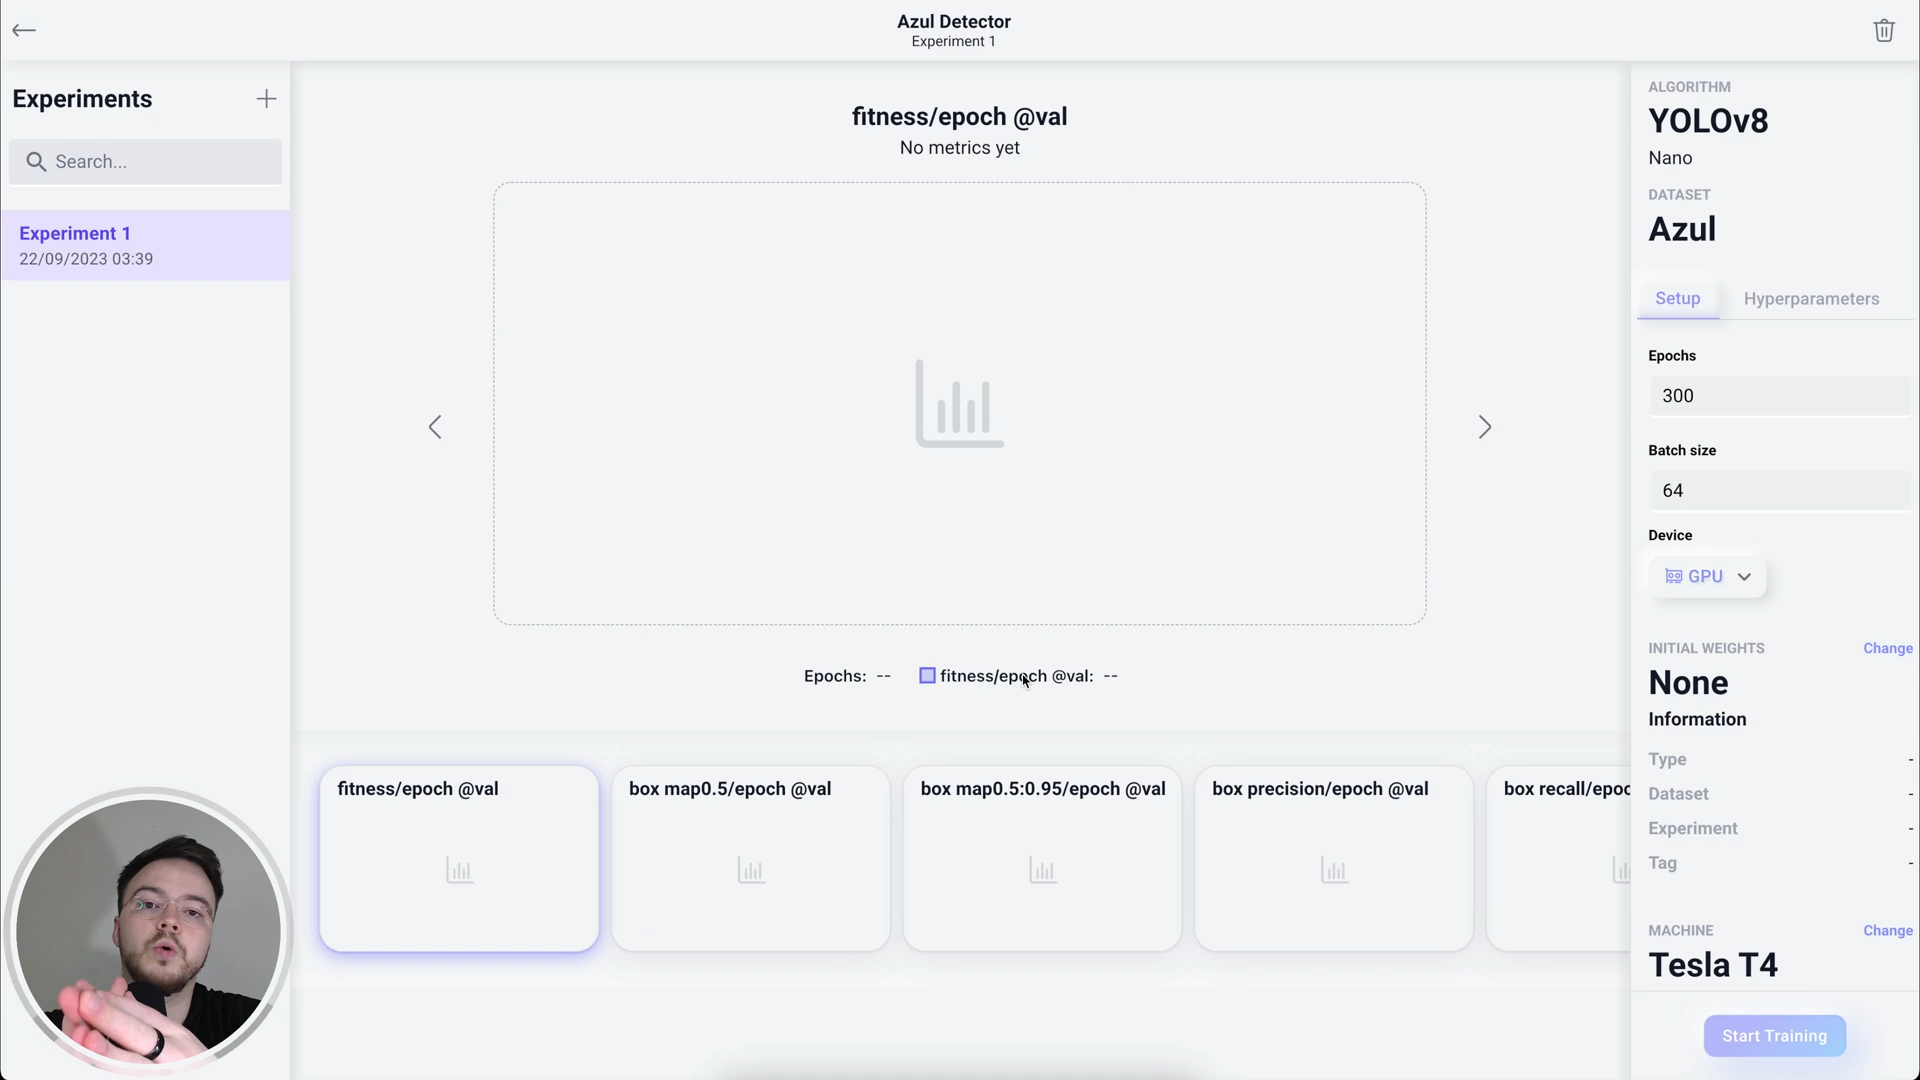 Azul Detector
Experiment 1
Experiments
Search...
Experiment 1
22/09/2023 03:39
fitness/epoch @val
No metrics yet
Epochs: -- fitness/epoch @val: --
fitness/epoch @val
box map0.5/epoch @val
box map0.5:0.95/epoch @val
box precision/epoch @val
box recall/epoc
ALGORITHM
YOLOv8
Nano
DATASET
Azul
Setup Hyperparameters
Epochs
300
Batch size
64
Device
GPU
INITIAL WEIGHTS Change
None
Information
Type -
Dataset -
Experiment -
Tag -
MACHINE Change
Tesla T4
Start Training